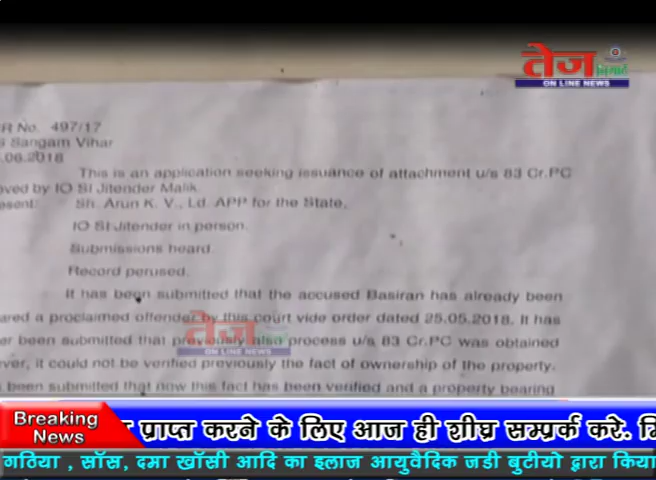 तेज
ON LINE NEWS
R No. 497/17
S Sangam Vihar
.06.2018
This is an application seeking issuance of attachment u/s 83 Cr.PC
oved by IO SI Jitender Malik.
esent: Sh. Arun K. V., Ld. APP for the State.
IO SI Jitender in person.
Submissions heard.
Record perused.
It has been submitted that the accused Basiran has already been
ared a proclaimed offender by this court vide order dated 25.05.2018. It has
er been submitted that previously also process u/s 83 Cr.PC was obtained
ever, it could not be verified previously the fact of ownership of the property.
been submitted that now this fact has been verified and a property bearing
तेज
ON LINE NEWS
Breaking
News
प्राप्त करने के लिए आज ही शीघ्र सम्पर्क करे.
गठिया , सॉस, दमा खॉसी आदि का इलाज आयुवैदिक जडी बुटीयो द्वारा किया